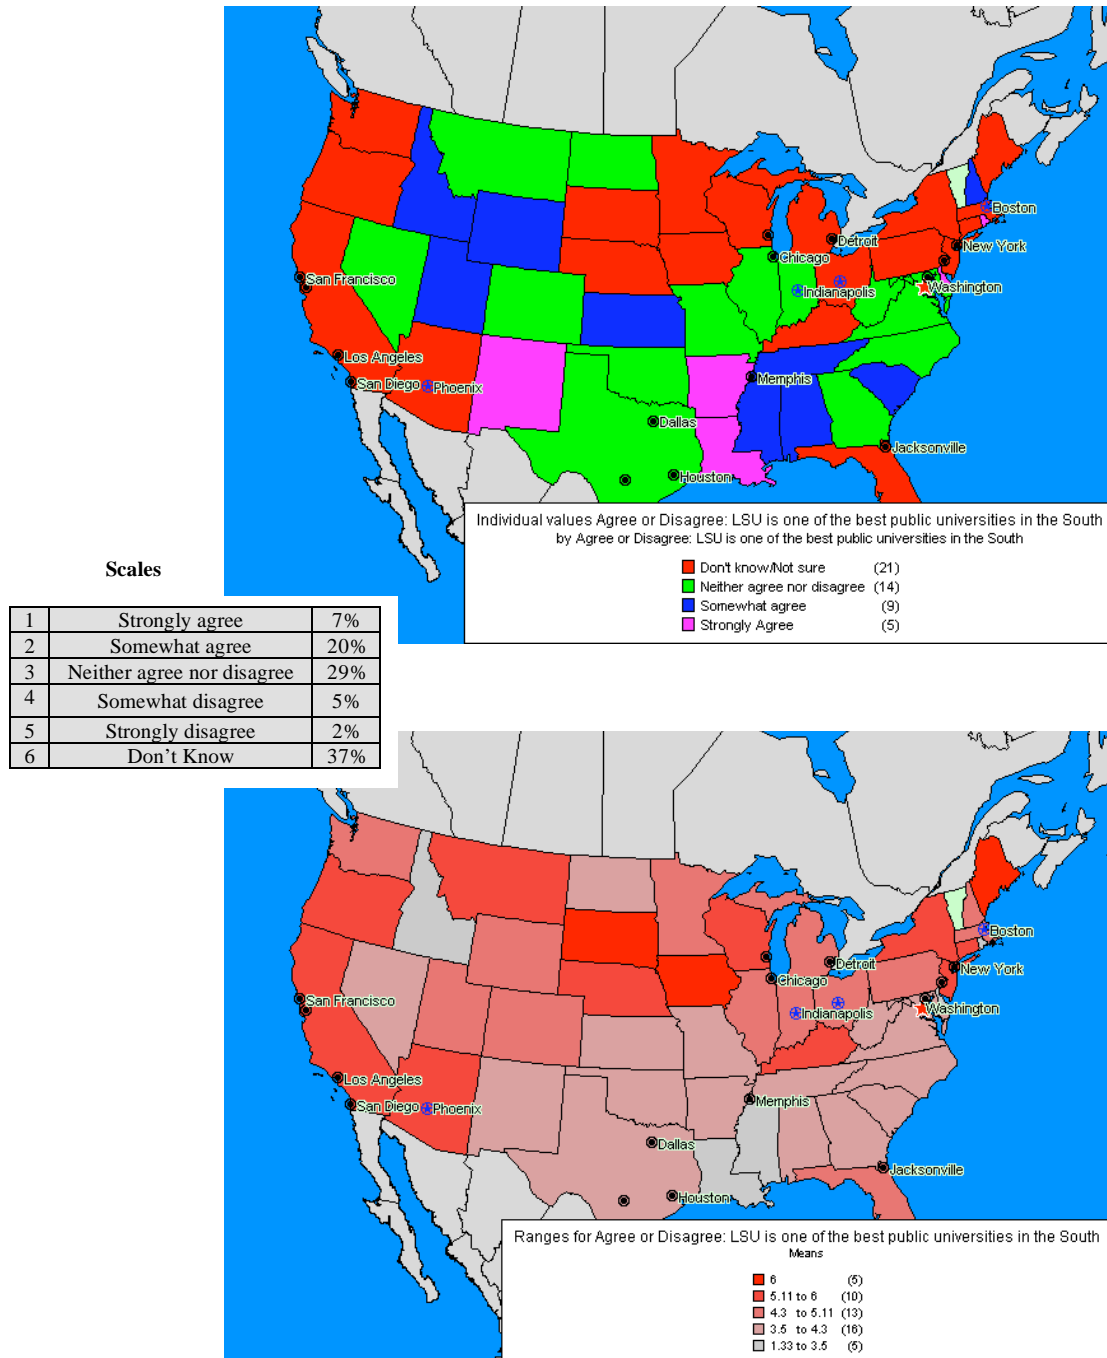 San Francisco
Los Angeles
San Diego
Phoenix
Dallas
Houston
Memphis
Jacksonville
Chicago
Detroit
Indianapolis
Washington
New York
Boston
Individual values Agree or Disagree: LSU is one of the best public universities in the South
by Agree or Disagree: LSU is one of the best public universities in the South
Don't know/Not sure (21)
Neither agree nor disagree (14)
Somewhat agree (9)
Strongly Agree (5)
Scales
1 Strongly agree 7%
2 Somewhat agree 20%
3 Neither agree nor disagree 29%
4 Somewhat disagree 5%
5 Strongly disagree 2%
6 Don’t Know 37%
San Francisco
Los Angeles
San Diego
Phoenix
Dallas
Houston
Memphis
Jacksonville
Chicago
Detroit
Indianapolis
Washington
New York
Boston
Ranges for Agree or Disagree: LSU is one of the best public universities in the South
Means
6 (5)
5.11 to 6 (10)
4.3 to 5.11 (13)
3.5 to 4.3 (16)
1.33 to 3.5 (5)